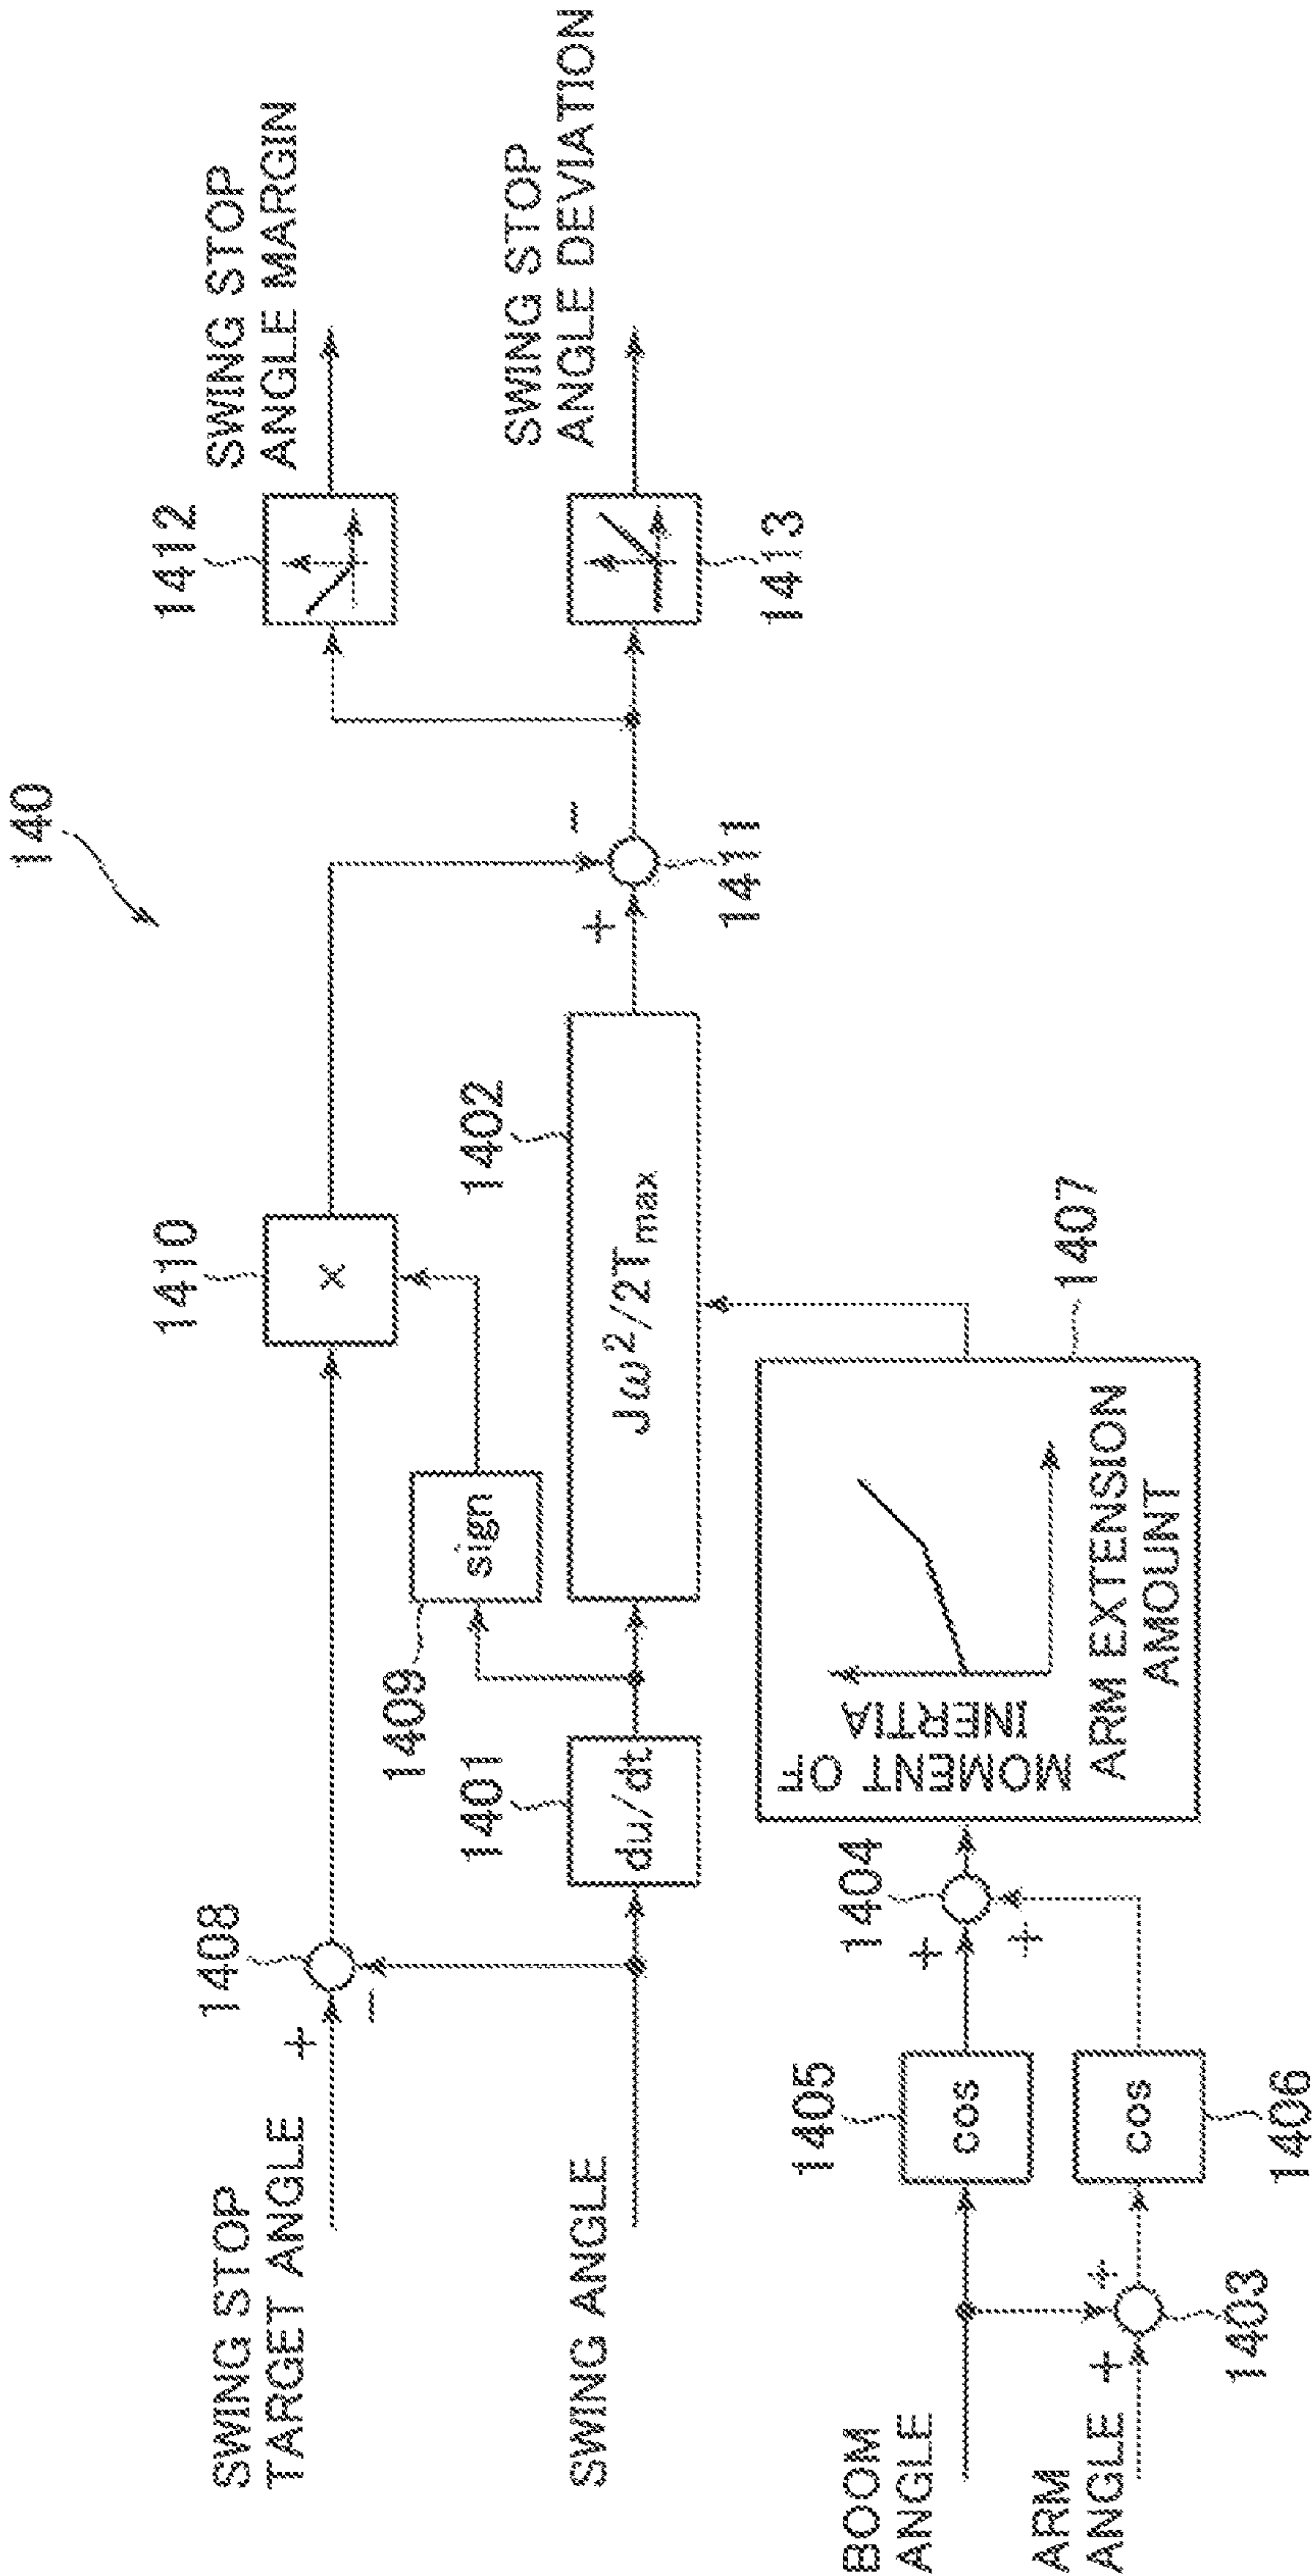 140
SWING STOP
TARGET ANGLE
+
−
1408
1410
×
1412
SWING STOP
ANGLE MARGIN
1409
sign
SWING ANGLE
1401
du/dt
1402
Jω²/2Tmax
+
−
1411
1413
SWING STOP
ANGLE DEVIATION
BOOM
ANGLE
1405
cos
+
+
1404
MOMENT OF
INERTIA
ARM EXTENSION
AMOUNT
1407
ARM
ANGLE
+
+
1403
cos
1406